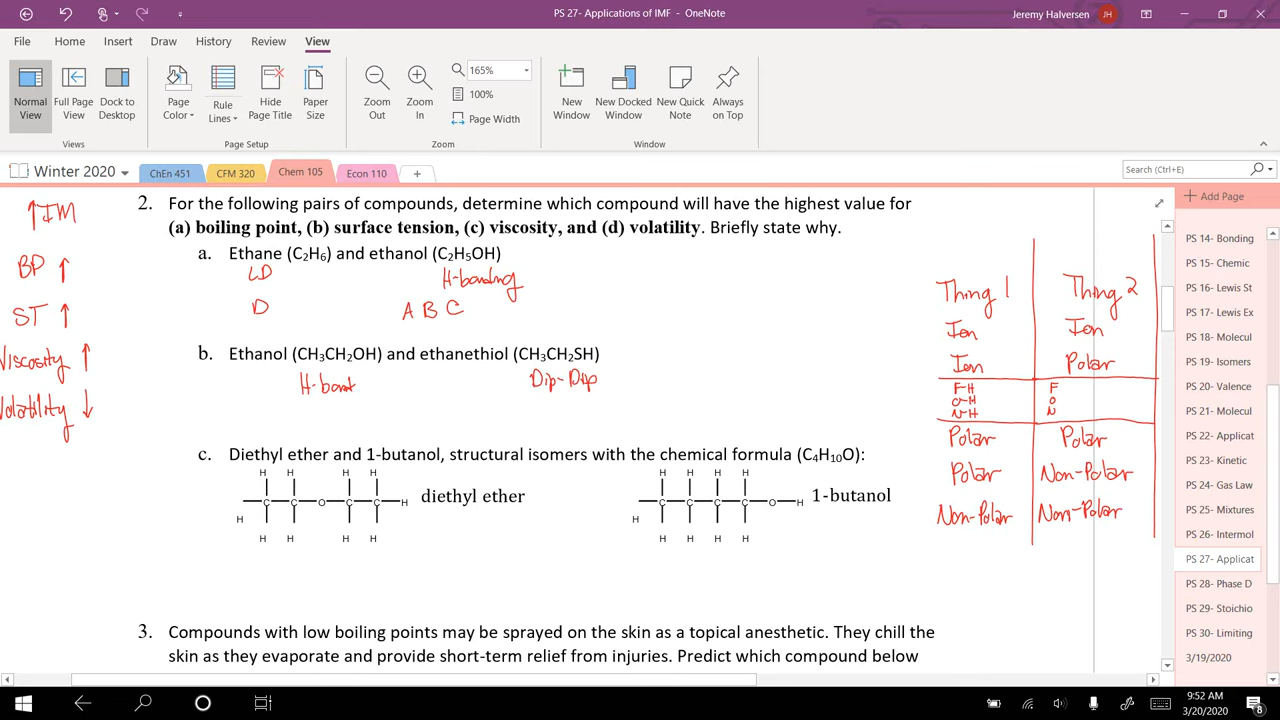 PS 27- Applications of IMF - OneNote
Jeremy Halversen JH
File Home Insert Draw History Review View
Normal View
Full Page View
Dock to Desktop
Views
Page Color
Rule Lines
Hide Page Title
Paper Size
Page Setup
Zoom Out
Zoom In
165%
100%
Page Width
Zoom
New Window
New Docked Window
New Quick Note
Always on Top
Window
Winter 2020 ChEn 451 CFM 320 Chem 105 Econ 110 +
Search (Ctrl+E)
↑IM
BP ↑
ST ↑
Viscosity ↑
Volatility ↓
2. For the following pairs of compounds, determine which compound will have the highest value for
(a) boiling point, (b) surface tension, (c) viscosity, and (d) volatility. Briefly state why.
a. Ethane (C₂H₆) and ethanol (C₂H₅OH)
LD H-bonding
D A B C
b. Ethanol (CH₃CH₂OH) and ethanethiol (CH₃CH₂SH)
H-bond Dip-Dip
c. Diethyl ether and 1-butanol, structural isomers with the chemical formula (C₄H₁₀O):
H H H H H H H H
C C O C C H diethyl ether C C C C O H 1-butanol
H H
H H H H H H H H
3. Compounds with low boiling points may be sprayed on the skin as a topical anesthetic. They chill the
skin as they evaporate and provide short-term relief from injuries. Predict which compound below
Thing 1 Thing 2
Ion Ion
Ion Polar
F-H F
O-H O
N-H N
Polar Polar
Polar Non-Polar
Non-Polar Non-Polar
Add Page
PS 14- Bonding
PS 15- Chemic
PS 16- Lewis St
PS 17- Lewis Ex
PS 18- Molecul
PS 19- Isomers
PS 20- Valence
PS 21- Molecul
PS 22- Applicat
PS 23- Kinetic
PS 24- Gas Law
PS 25- Mixtures
PS 26- Intermol
PS 27- Applicat
PS 28- Phase D
PS 29- Stoichio
PS 30- Limiting
3/19/2020
9:52 AM
3/20/2020
8